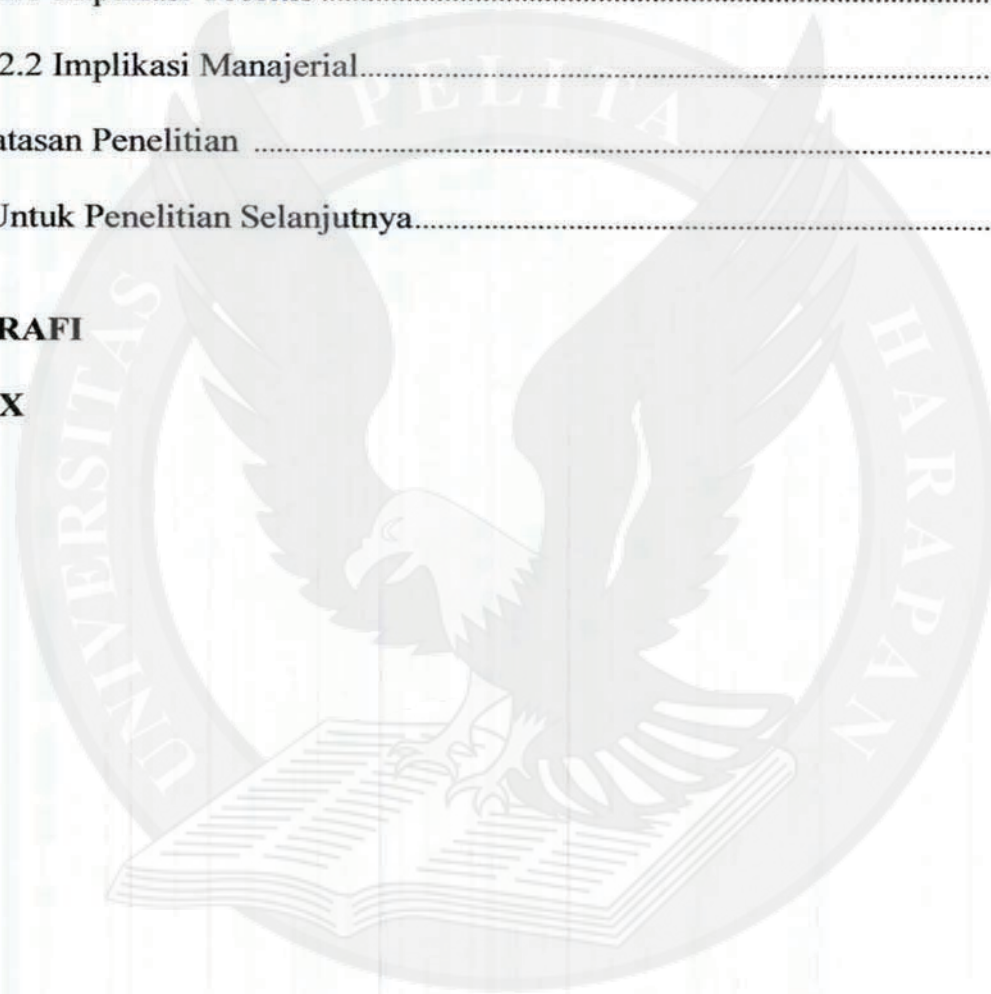 2.2 Implikasi Manajerial..........
atasan Penelitian ..........
Untuk Penelitian Selanjutnya..........
RAFI
X
UNIVERSITAS PELITA HARAPAN